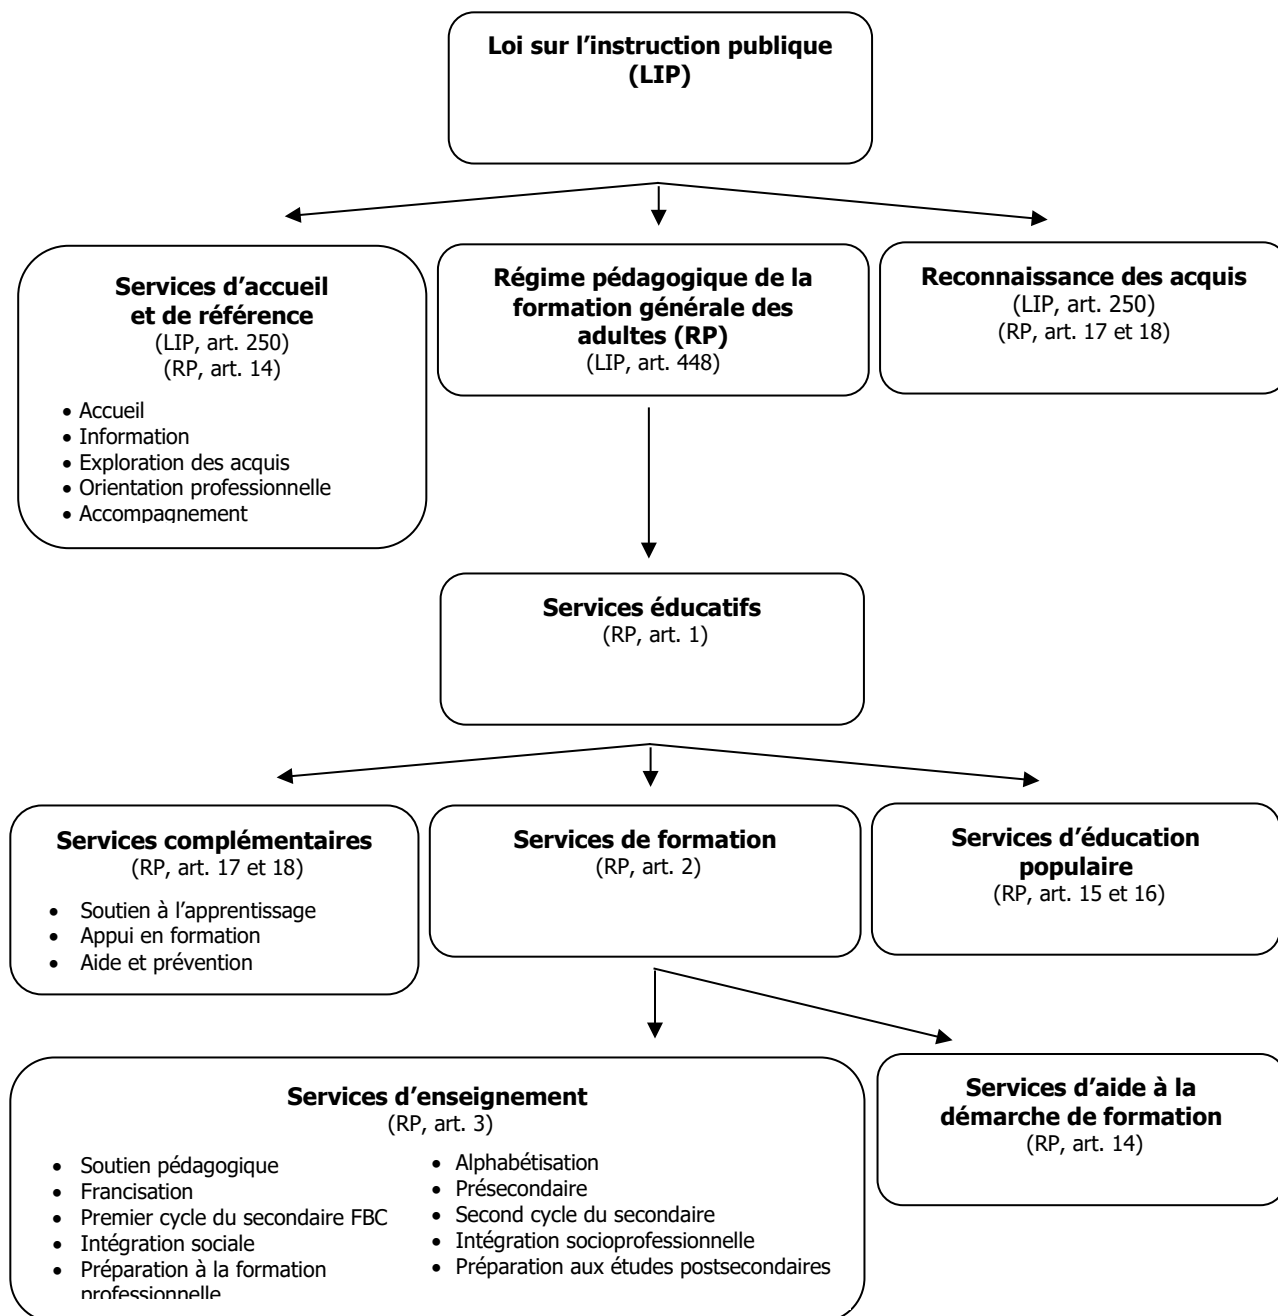 Loi sur l’instruction publique
(LIP)
Services d’accueil
et de référence
(LIP, art. 250)
(RP, art. 14)
• Accueil
• Information
• Exploration des acquis
• Orientation professionnelle
• Accompagnement
Régime pédagogique de la
formation générale des
adultes (RP)
(LIP, art. 448)
Reconnaissance des acquis
(LIP, art. 250)
(RP, art. 17 et 18)
Services éducatifs
(RP, art. 1)
Services complémentaires
(RP, art. 17 et 18)
• Soutien à l’apprentissage
• Appui en formation
• Aide et prévention
Services de formation
(RP, art. 2)
Services d’éducation
populaire
(RP, art. 15 et 16)
Services d’enseignement
(RP, art. 3)
• Soutien pédagogique
• Francisation
• Premier cycle du secondaire FBC
• Intégration sociale
• Préparation à la formation
professionnelle
• Alphabétisation
• Présecondaire
• Second cycle du secondaire
• Intégration socioprofessionnelle
• Préparation aux études postsecondaires
Services d’aide à la
démarche de formation
(RP, art. 14)